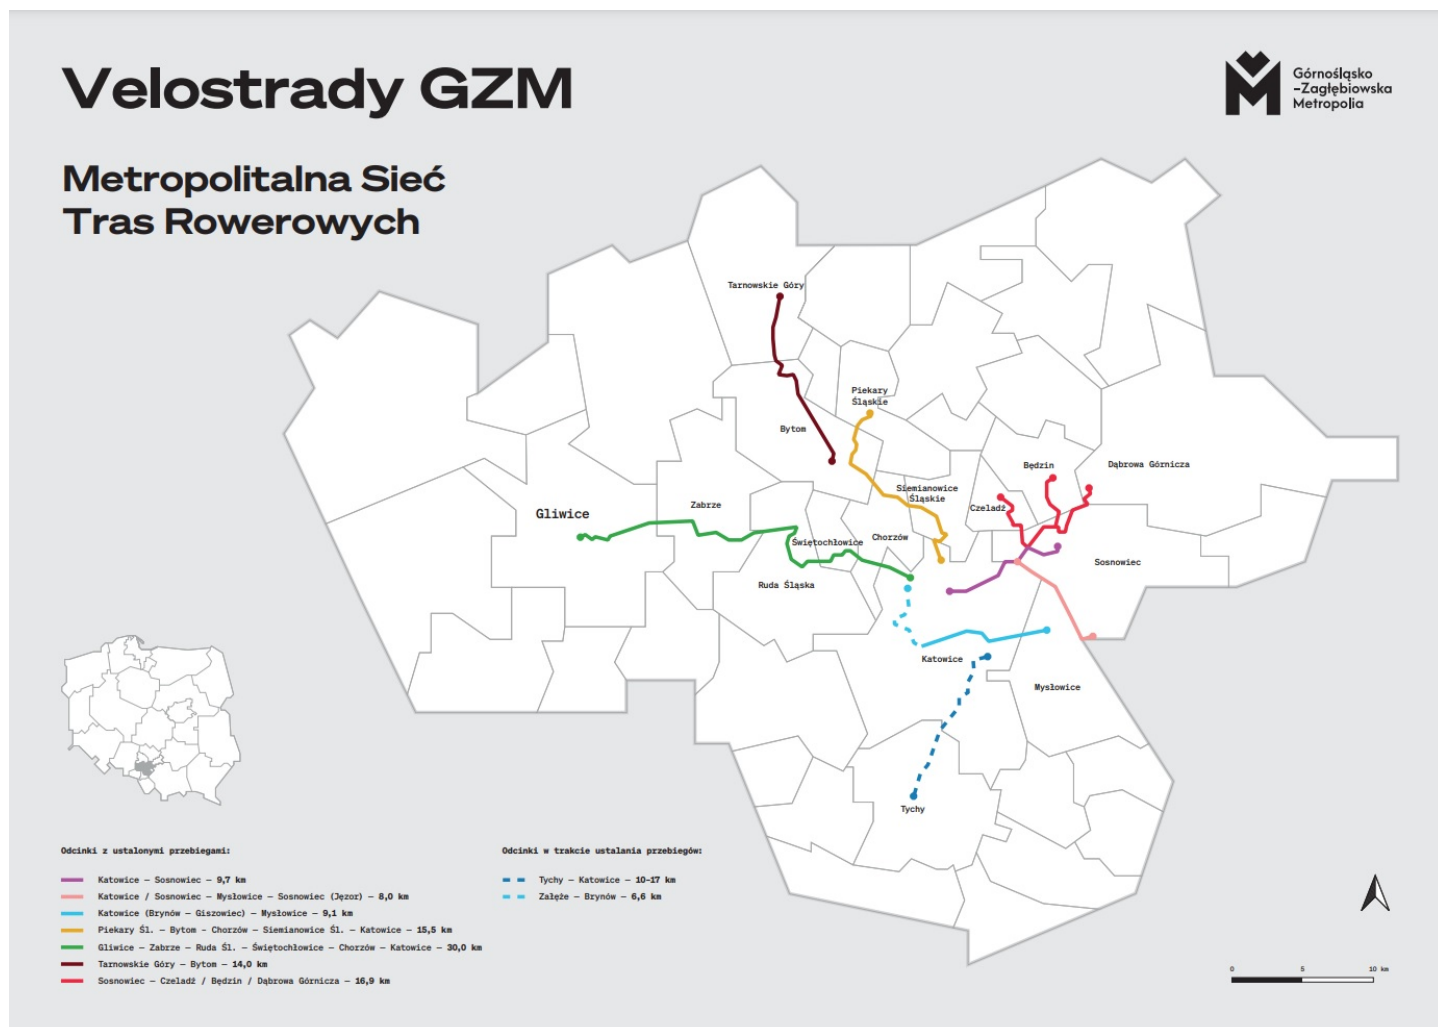 Velostrady GZM
Górnośląsko
-Zagłębiowska
Metropolia
Metropolitalna Sieć
Tras Rowerowych
Tarnowskie Góry
Piekary
Śląskie
Bytom
Będzin
Dąbrowa Górnicza
Siemianowice
Śląskie
Czeladź
Gliwice
Zabrze
Świętochłowice
Chorzów
Sosnowiec
Ruda Śląska
Katowice
Mysłowice
Tychy
Odcinki z ustalonymi przebiegami:
Katowice – Sosnowiec – 9,7 km
Katowice / Sosnowiec – Mysłowice – Sosnowiec (Jęzor) – 8,0 km
Katowice (Brynów – Giszowiec) – Mysłowice – 9,1 km
Piekary Śl. – Bytom - Chorzów – Siemianowice Śl. – Katowice – 15,5 km
Gliwice – Zabrze – Ruda Śl. – Świętochłowice – Chorzów – Katowice – 30,0 km
Tarnowskie Góry – Bytom – 14,0 km
Sosnowiec – Czeladź / Będzin / Dąbrowa Górnicza – 16,9 km
Odcinki w trakcie ustalania przebiegów:
Tychy – Katowice – 10-17 km
Załęże – Brynów – 6,6 km
0 5 10 km